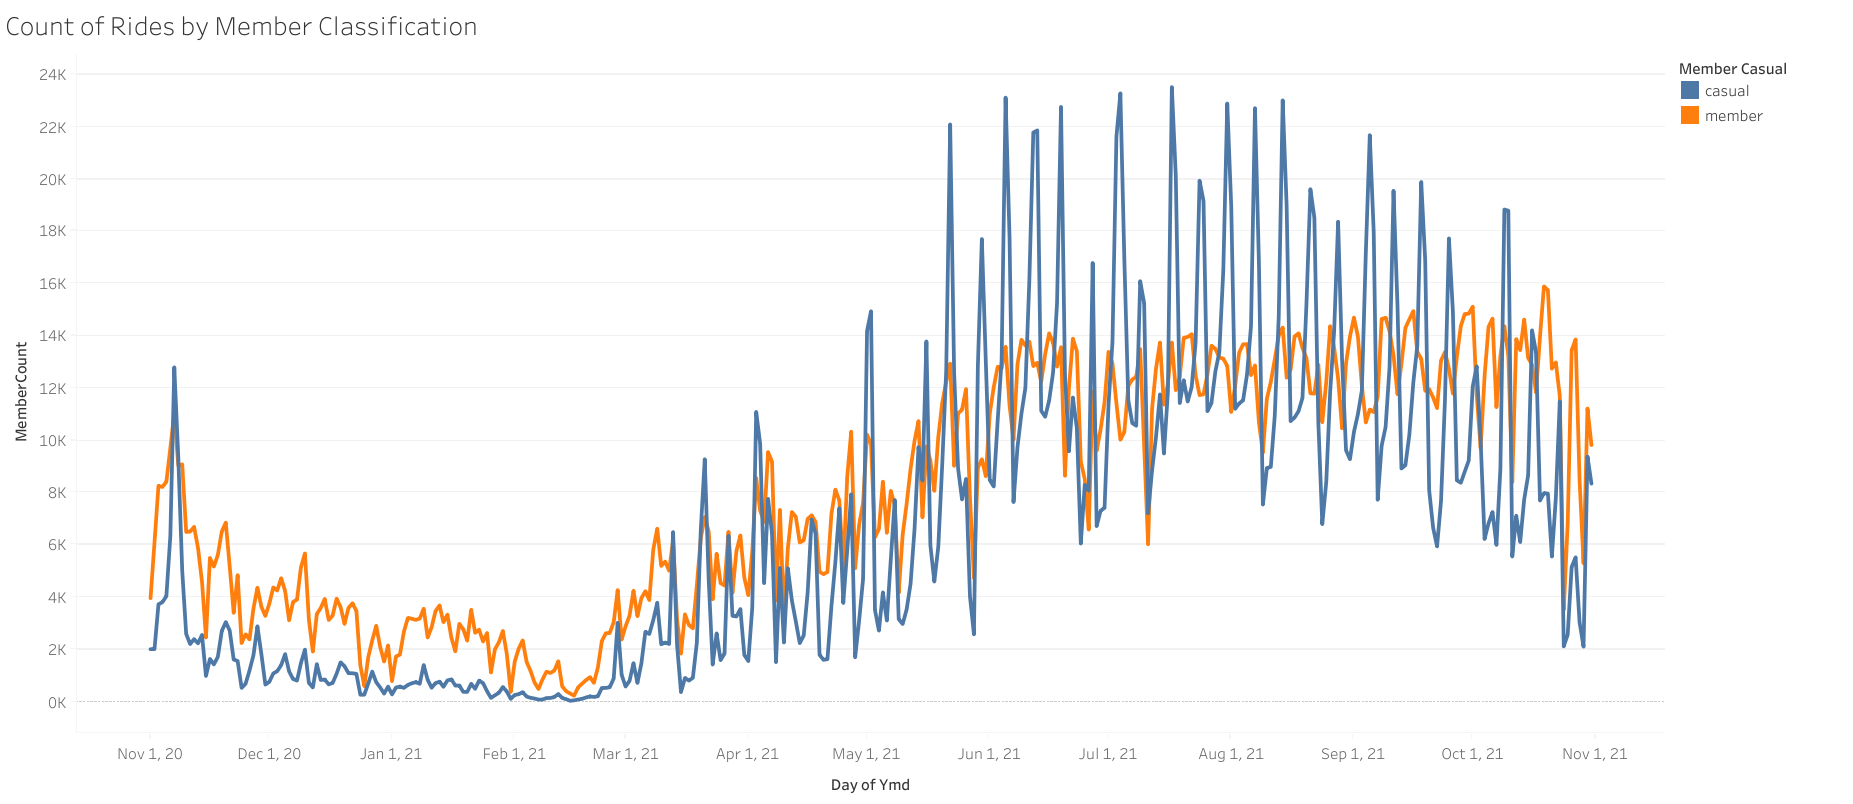 Count of Rides by Member Classification
Member Casual
casual
member
24K
22K
20K
18K
16K
14K
12K
10K
8K
6K
4K
2K
0K
MemberCount
Nov 1, 20
Dec 1, 20
Jan 1, 21
Feb 1, 21
Mar 1, 21
Apr 1, 21
May 1, 21
Jun 1, 21
Jul 1, 21
Aug 1, 21
Sep 1, 21
Oct 1, 21
Nov 1, 21
Day of Ymd